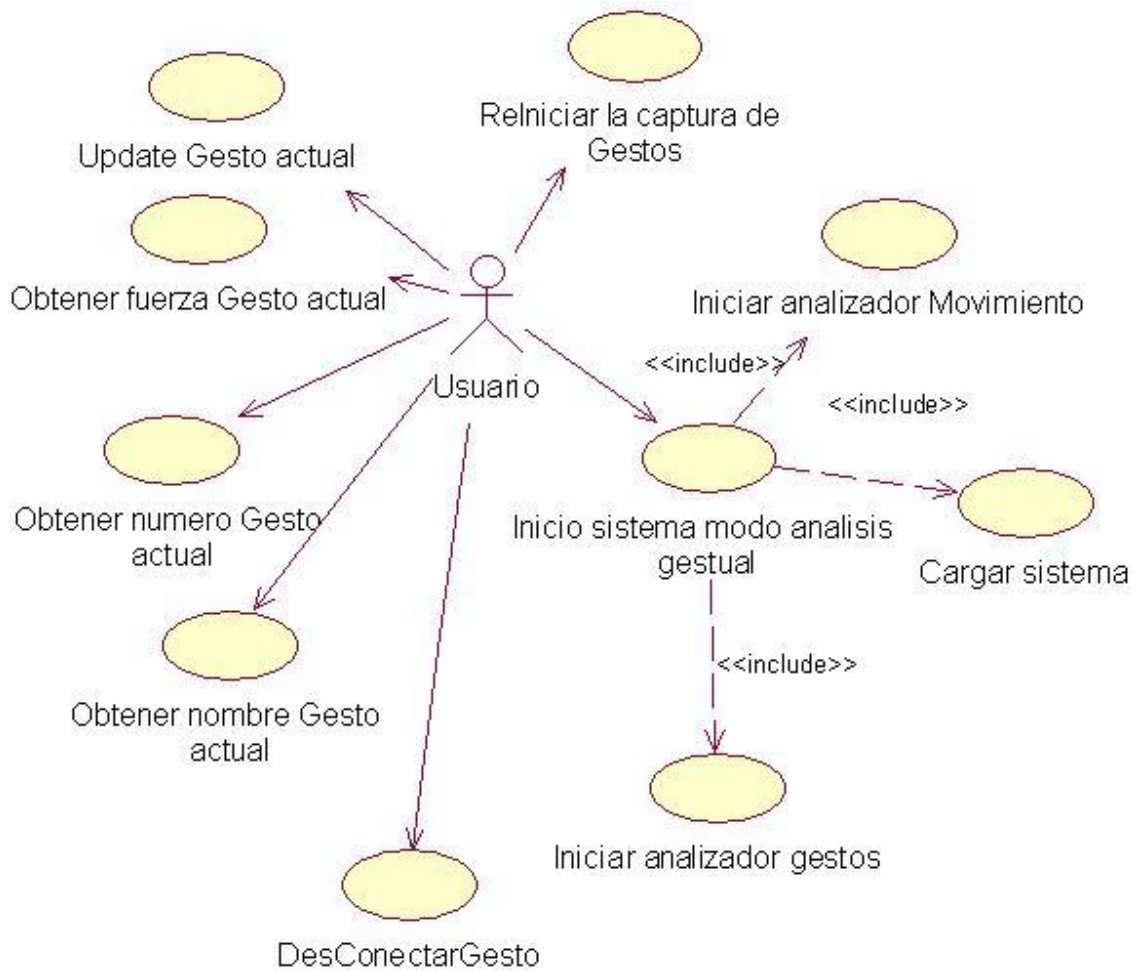 ReIniciar la captura de
Gestos
Update Gesto actual
Obtener fuerza Gesto actual
Iniciar analizador Movimiento
<<include>>
Usuario
<<include>>
Obtener numero Gesto
actual
Inicio sistema modo analisis
gestual
Cargar sistema
<<include>>
Obtener nombre Gesto
actual
Iniciar analizador gestos
DesConectarGesto